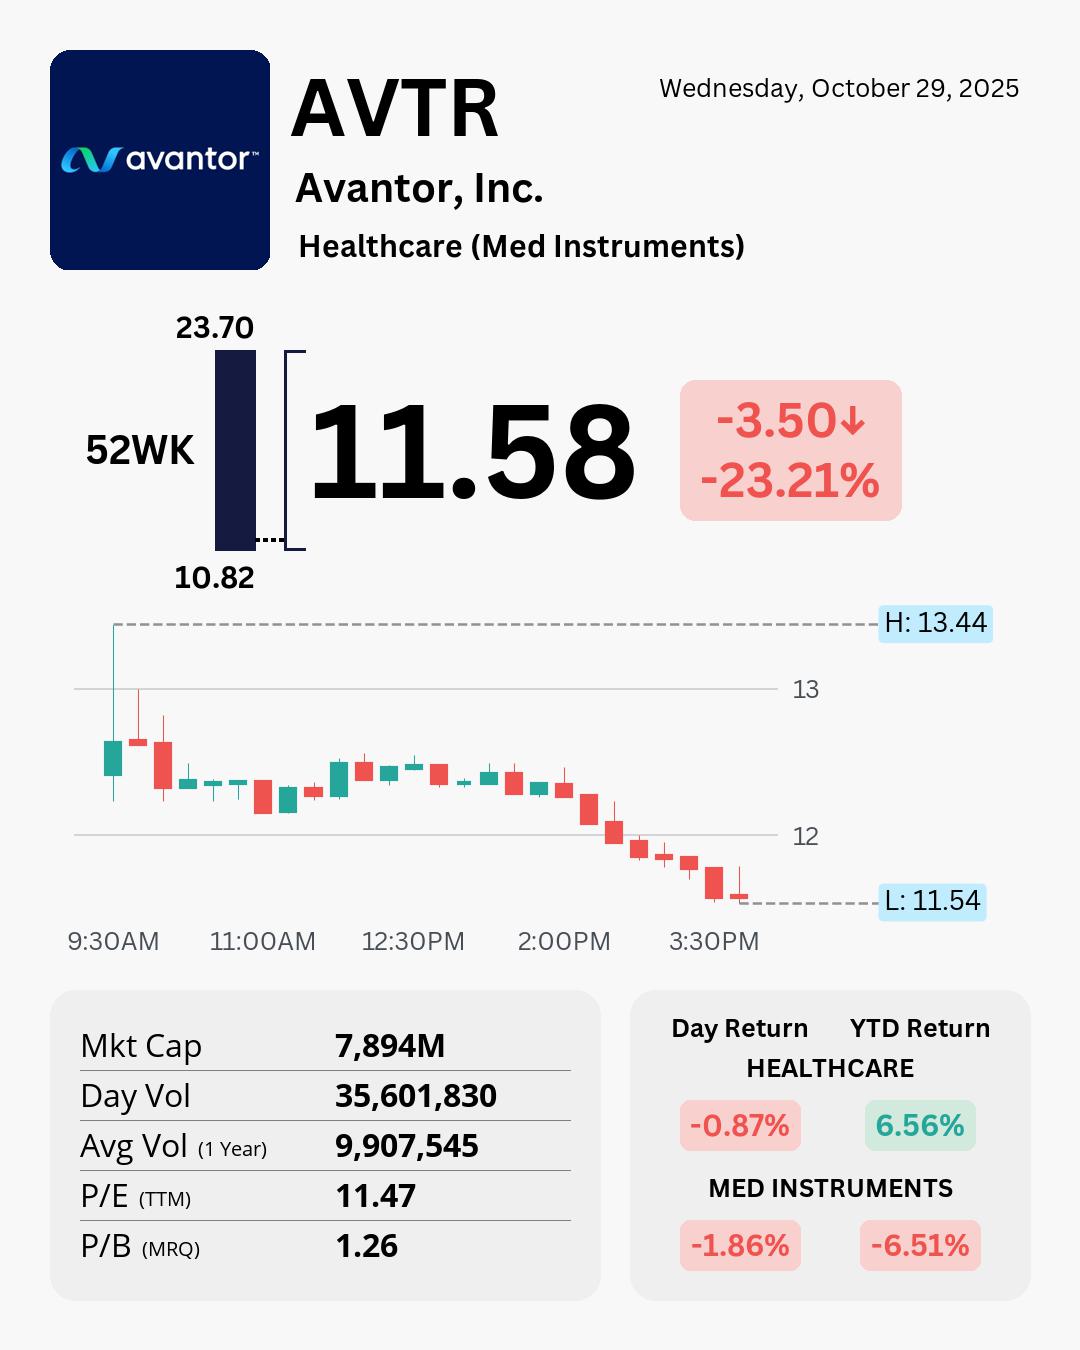 avantor™
AVTR
Wednesday, October 29, 2025
Avantor, Inc.
Healthcare (Med Instruments)
23.70
52WK
11.58
-3.50↓
-23.21%
10.82
H: 13.44
13
12
L: 11.54
9:30AM 11:00AM 12:30PM 2:00PM 3:30PM
Mkt Cap 7,894M
Day Vol 35,601,830
Avg Vol (1 Year) 9,907,545
P/E (TTM) 11.47
P/B (MRQ) 1.26
Day Return YTD Return
HEALTHCARE
-0.87% 6.56%
MED INSTRUMENTS
-1.86% -6.51%